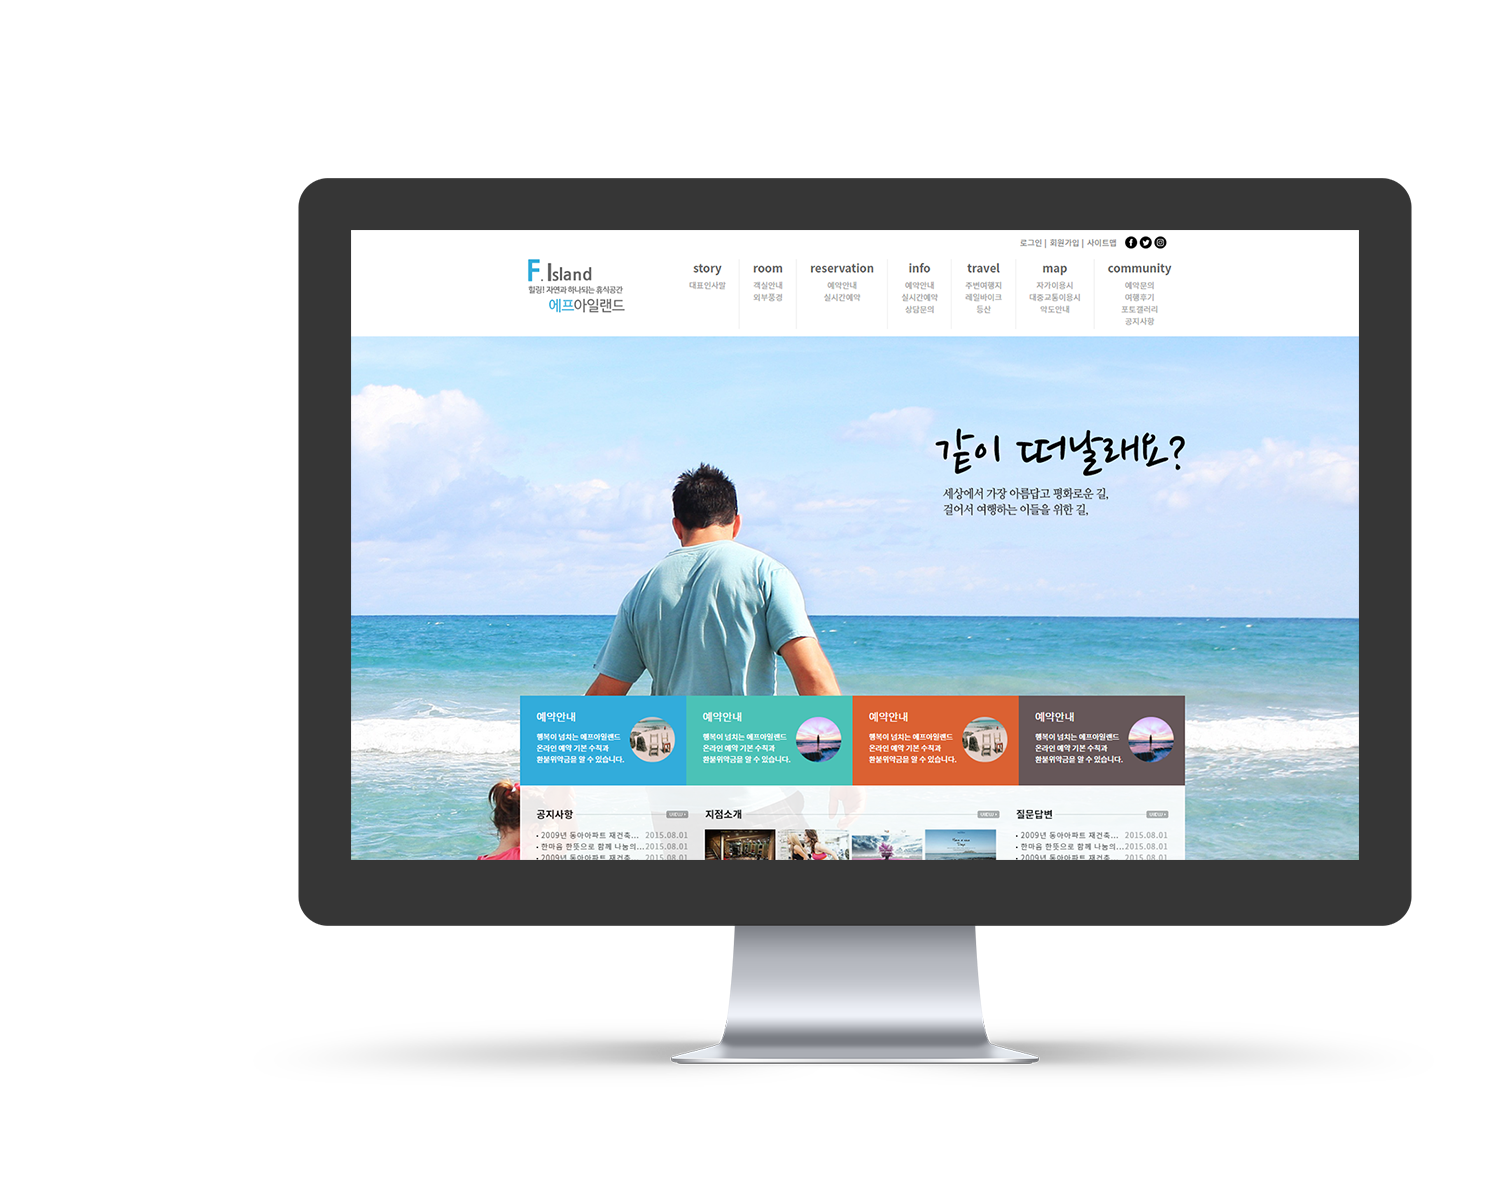 로그인 | 회원가입 | 사이트맵
F. Island
힐링! 자연과 하나되는 휴식공간
에프아일랜드
story
대표인사말
room
객실안내
외부풍경
reservation
예약안내
실시간예약
info
예약안내
실시간예약
상담문의
travel
주변여행지
레일바이크
등산
map
자가이용시
대중교통이용시
약도안내
community
예약문의
여행후기
포토갤러리
공지사항
같이 떠날래요?
세상에서 가장 아름답고 평화로운 길,
걸어서 여행하는 이들을 위한 길,
예약안내
행복이 넘치는 에프아일랜드
온라인 예약 기본 수칙과
환불위약금을 알 수 있습니다.
예약안내
행복이 넘치는 에프아일랜드
온라인 예약 기본 수칙과
환불위약금을 알 수 있습니다.
예약안내
행복이 넘치는 에프아일랜드
온라인 예약 기본 수칙과
환불위약금을 알 수 있습니다.
예약안내
행복이 넘치는 에프아일랜드
온라인 예약 기본 수칙과
환불위약금을 알 수 있습니다.
공지사항
• 2009년 동아아파트 재건축... 2015.08.01
• 한마음 한뜻으로 함께 나눔의... 2015.08.01
• 2009년 동아아파트 재건축 2015.08.01
지점소개
질문답변
• 2009년 동아아파트 재건축... 2015.08.01
• 한마음 한뜻으로 함께 나눔의... 2015.08.01
• 2009년 동아아파트 재건축 2015.08.01